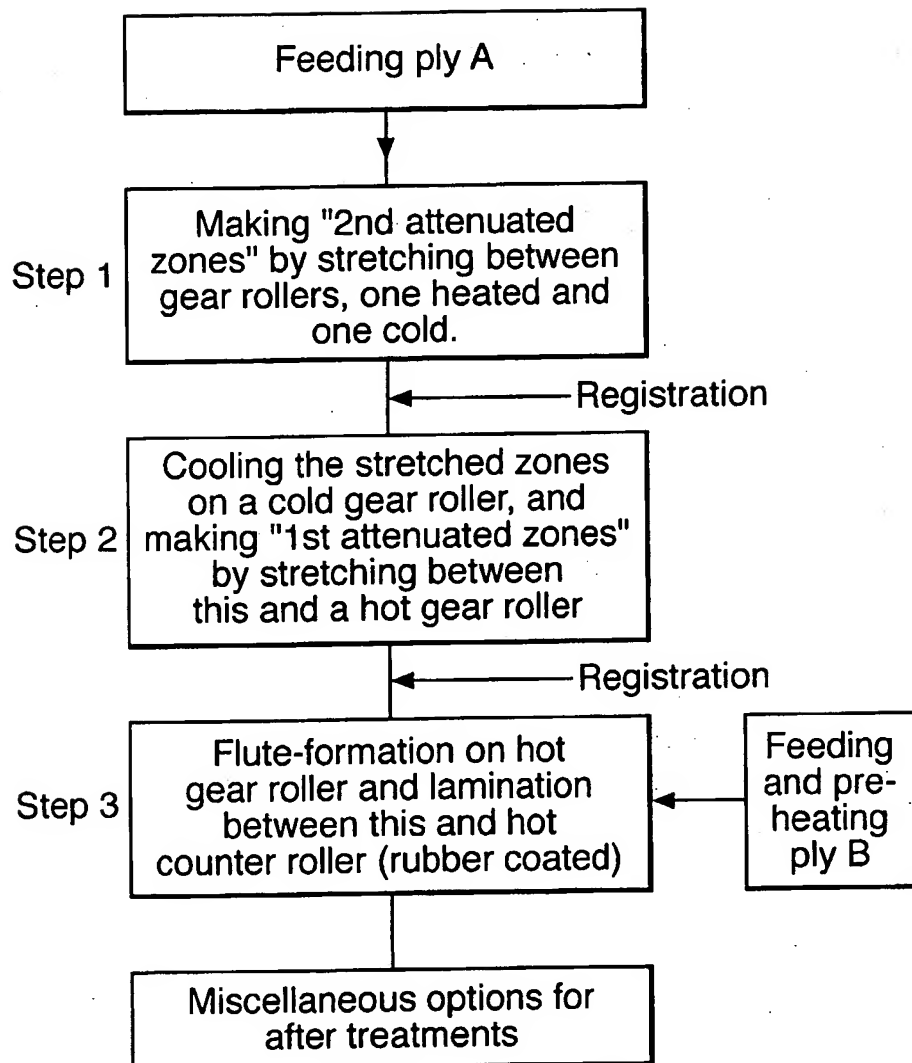 Feeding ply A
Step 1
Making "2nd attenuated
zones" by stretching between
gear rollers, one heated and
one cold.
Registration
Step 2
Cooling the stretched zones
on a cold gear roller, and
making "1st attenuated zones"
by stretching between
this and a hot gear roller
Registration
Step 3
Flute-formation on hot
gear roller and lamination
between this and hot
counter roller (rubber coated)
Feeding
and pre-
heating
ply B
Miscellaneous options for
after treatments